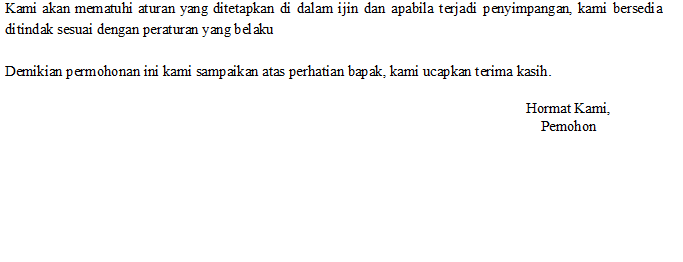 Kami akan mematuhi aturan yang ditetapkan di dalam ijin dan apabila terjadi penyimpangan, kami bersedia
ditindak sesuai dengan peraturan yang belaku
Demikian permohonan ini kami sampaikan atas perhatian bapak, kami ucapkan terima kasih.
Hormat Kami,
Pemohon